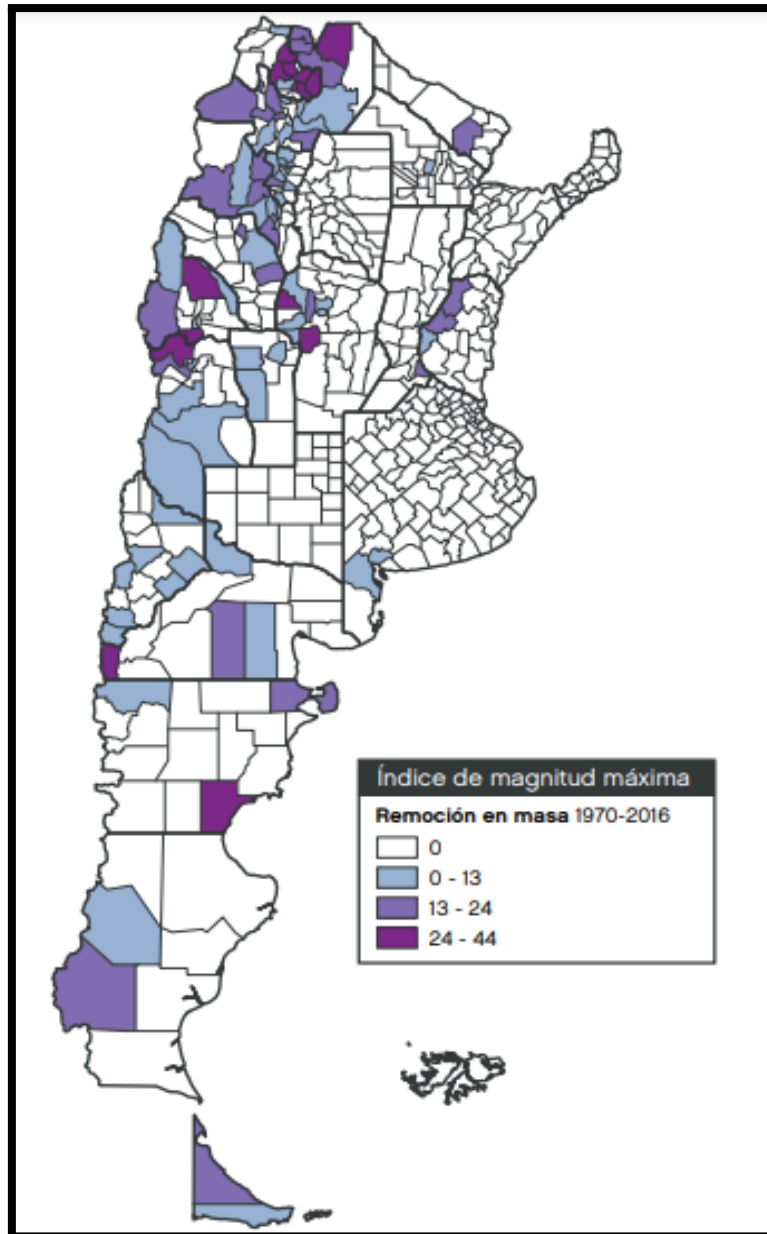 Índice de magnitud máxima
Remoción en masa 1970-2016
0
0 - 13
13 - 24
24 - 44